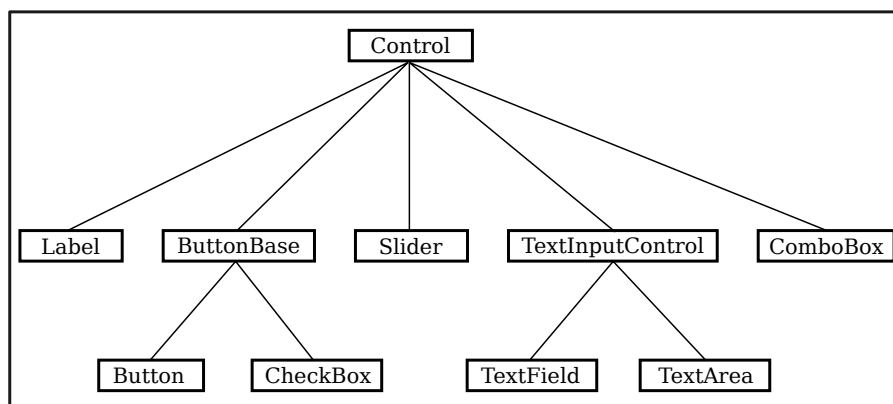 Control
Label ButtonBase Slider TextInputControl ComboBox
Button CheckBox TextField TextArea